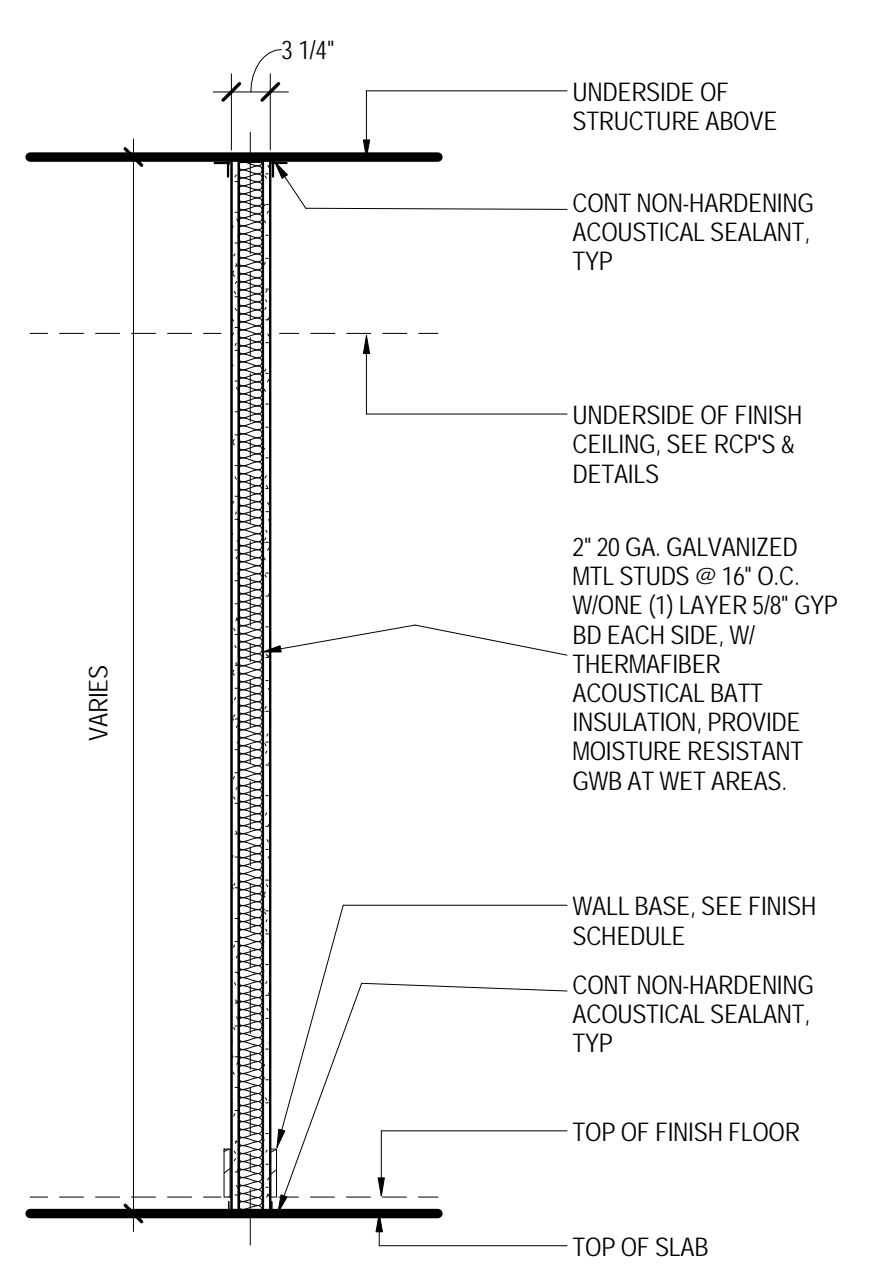 3 1/4"
UNDERSIDE OF
STRUCTURE ABOVE
CONT NON-HARDENING
ACOUSTICAL SEALANT,
TYP
UNDERSIDE OF FINISH
CEILING, SEE RCP'S &
DETAILS
2" 20 GA. GALVANIZED
MTL STUDS @ 16" O.C.
W/ONE (1) LAYER 5/8" GYP
BD EACH SIDE, W/
THERMAFIBER
ACOUSTICAL BATT
INSULATION, PROVIDE
MOISTURE RESISTANT
GWB AT WET AREAS.
VARIES
WALL BASE, SEE FINISH
SCHEDULE
CONT NON-HARDENING
ACOUSTICAL SEALANT,
TYP
TOP OF FINISH FLOOR
TOP OF SLAB